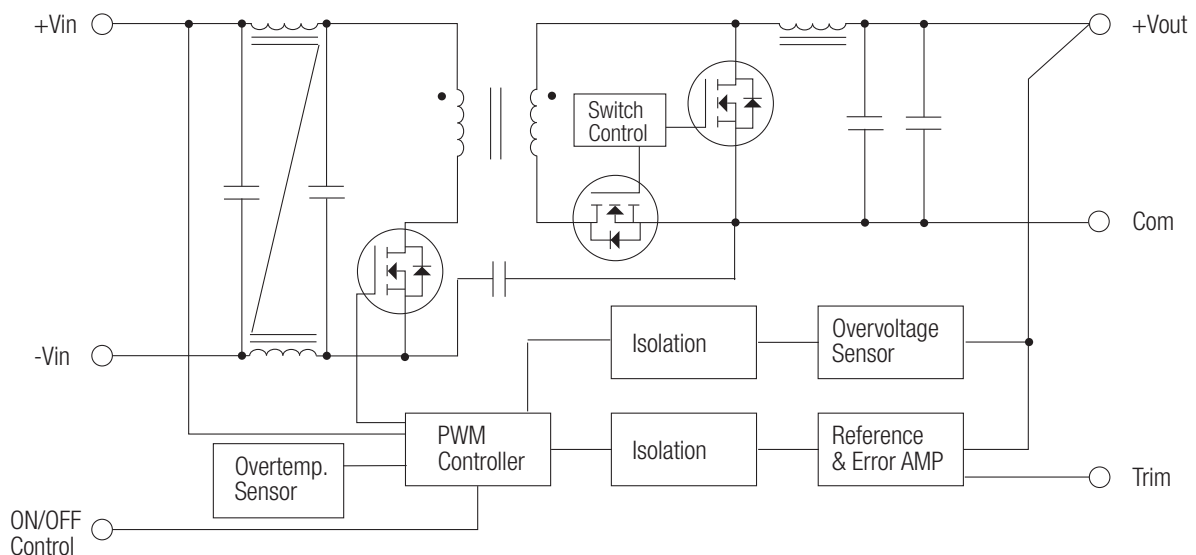 +Vin
+Vout
Switch
Control
Com
-Vin
Isolation
Overvoltage
Sensor
PWM
Controller
Isolation
Reference
& Error AMP
Overtemp.
Sensor
Trim
ON/OFF
Control